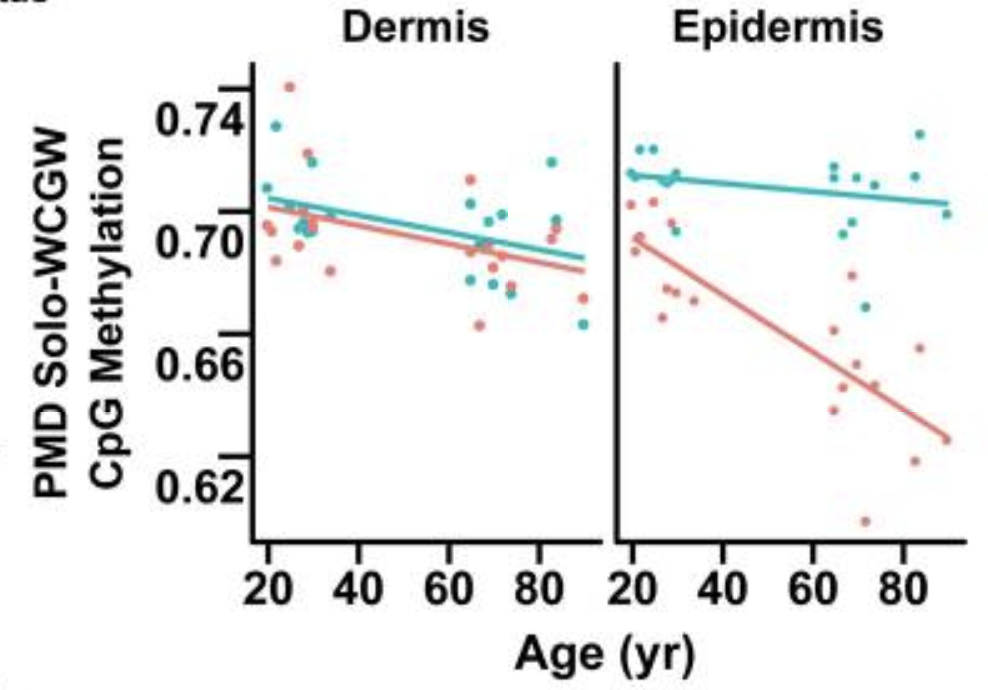 Dermis Epidermis
PMD Solo-WCGW
CpG Methylation
0.74
0.70
0.66
0.62
20 40 60 80 20 40 60 80
Age (yr)